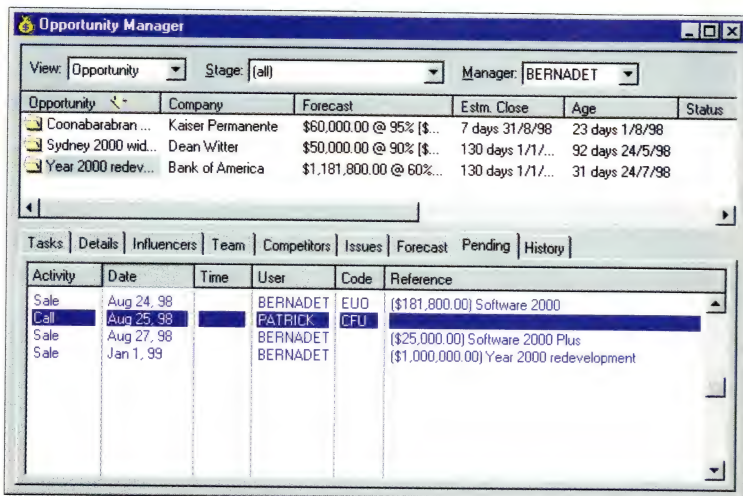 Opportunity Manager
View: Opportunity Stage: (all) Manager: BERNADET
Opportunity Company Forecast Estm. Close Age Status
Coonabarabran ... Kaiser Permanente $60,000.00 @ 95% [$... 7 days 31/8/98 23 days 1/8/98
Sydney 2000 wid... Dean Witter $50,000.00 @ 90% [$... 130 days 1/1/... 92 days 24/5/98
Year 2000 redev... Bank of America $1,181,800.00 @ 60%... 130 days 1/1/... 31 days 24/7/98
Tasks Details Influencers Team Competitors Issues Forecast Pending History
Activity Date Time User Code Reference
Sale Aug 24, 98 BERNADET EUO ($181,800.00) Software 2000
Call Aug 25, 98 PATRICK CFU
Sale Aug 27, 98 BERNADET ($25,000.00) Software 2000 Plus
Sale Jan 1, 99 BERNADET ($1,000,000.00) Year 2000 redevelopment